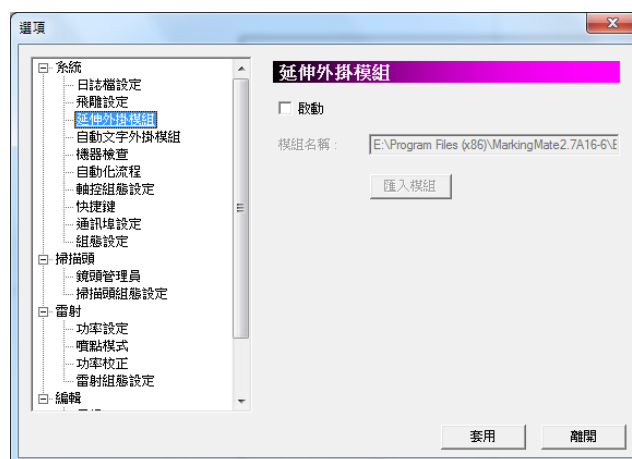 選項
系統
日誌檔設定
飛雕設定
延伸外掛模組
自動文字外掛模組
機器檢查
自動化流程
軸控組態設定
快捷鍵
通訊埠設定
組態設定
掃描頭
鏡頭管理員
掃描頭組態設定
雷射
功率設定
噴點模式
功率校正
雷射組態設定
編輯
延伸外掛模組
啟動
模組名稱：
E:\Program Files (x86)\MarkingMate2.7A16-6\E
匯入模組
套用
離開